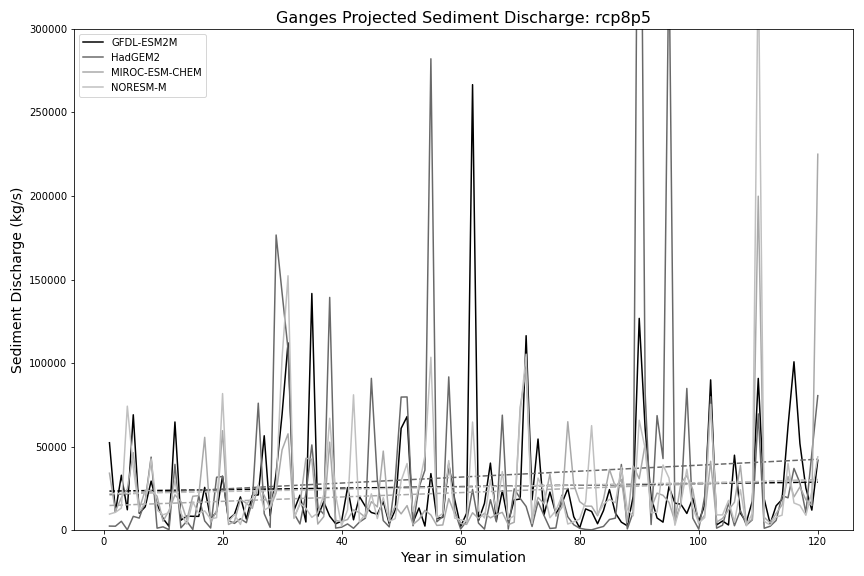 Ganges Projected Sediment Discharge: rcp8p5
GFDL-ESM2M
HadGEM2
MIROC-ESM-CHEM
NORESM-M
Sediment Discharge (kg/s)
300000
250000
200000
150000
100000
50000
0
0 20 40 60 80 100 120
Year in simulation